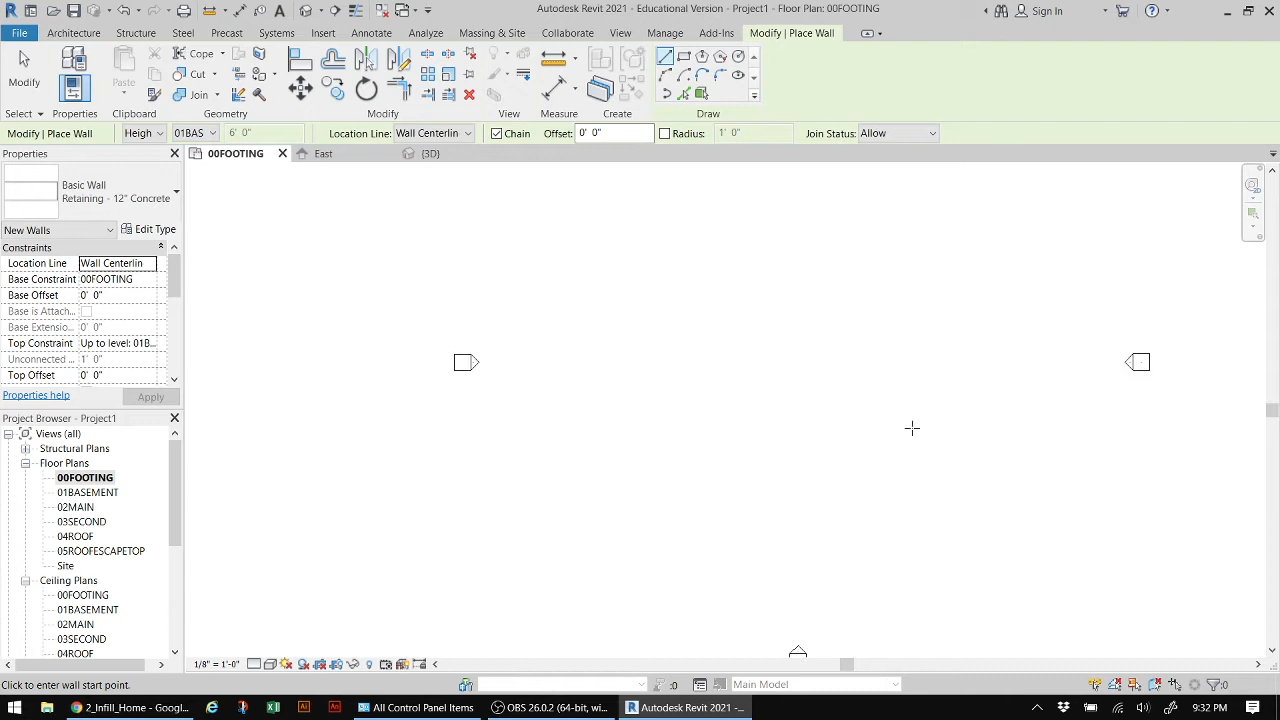 Autodesk Revit 2021 - Educational Version - Project1 - Floor Plan: 00FOOTING
Sign In
File Architecture Structure Steel Precast Systems Insert Annotate Analyze Massing & Site Collaborate View Manage Add-Ins Modify | Place Wall
Modify
Paste
Cope
Cut
Join
Select Properties Clipboard Geometry Modify View Measure Create Draw
Modify | Place Wall Heigh 01BAS 6' 0" Location Line: Wall Centerlin Chain Offset: 0' 0" Radius: 1' 0" Join Status: Allow
Properties
00FOOTING East {3D}
Basic Wall
Retaining - 12" Concrete
New Walls Edit Type
Constraints
Location Line Wall Centerlin
Base Constraint 00FOOTING
Base Offset 0' 0"
Base is Attach...
Base Extensio... 0' 0"
Top Constraint Up to level: 01B...
Unconnected ... 1' 0"
Top Offset 0' 0"
Properties help Apply
Project Browser - Project1
Views (all)
Structural Plans
Floor Plans
00FOOTING
01BASEMENT
02MAIN
03SECOND
04ROOF
05ROOFESCAPETOP
Site
Ceiling Plans
00FOOTING
01BASEMENT
02MAIN
03SECOND
04ROOF
1/8" = 1'-0"
Click to enter wall start point. :0 Main Model :0
2_Infill_Home - Goog... All Control Panel Items OBS 26.0.2 (64-bit, wi... Autodesk Revit 2021 -... 9:32 PM